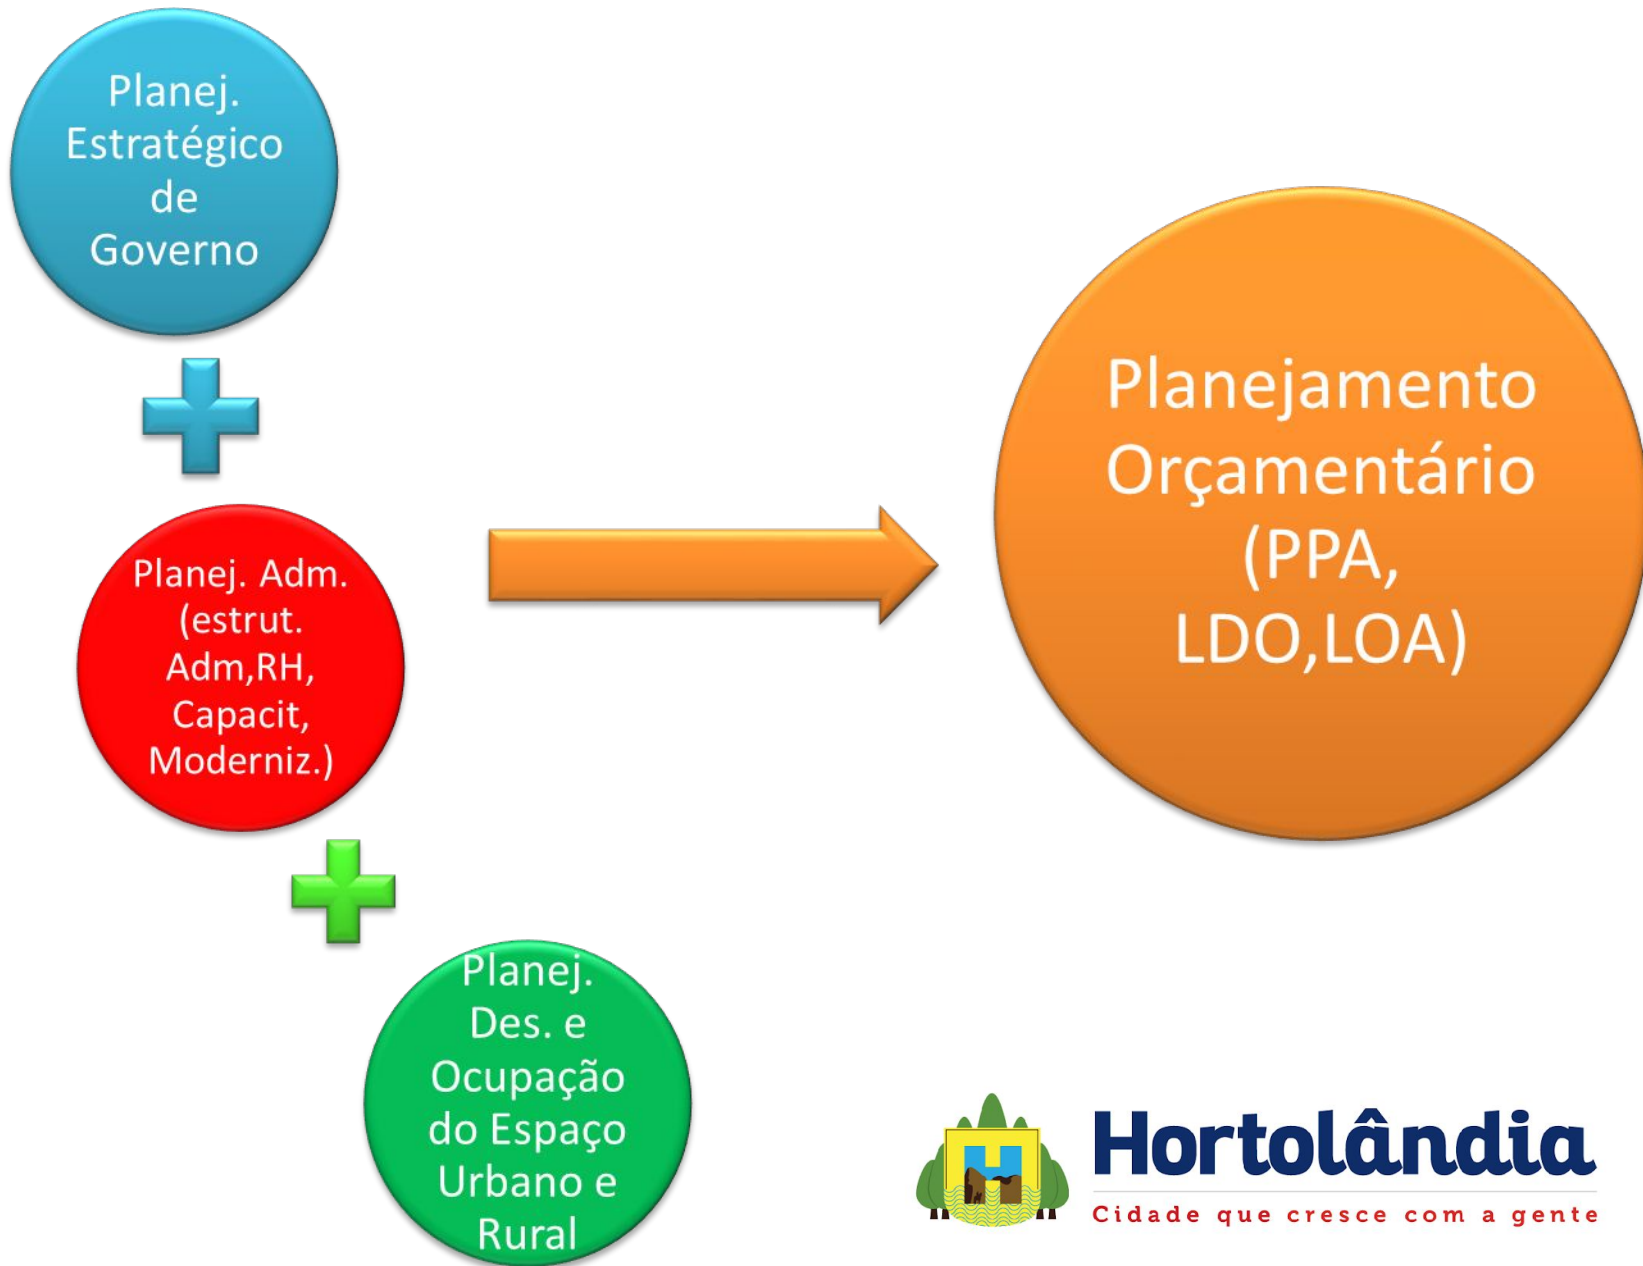 Planej.
Estratégico
de
Governo
Planej. Adm.
(estrut.
Adm,RH,
Capacit,
Moderniz.)
Planej.
Des. e
Ocupação
do Espaço
Urbano e
Rural
Planejamento
Orçamentário
(PPA,
LDO,LOA)
H
Hortolândia
Cidade que cresce com a gente